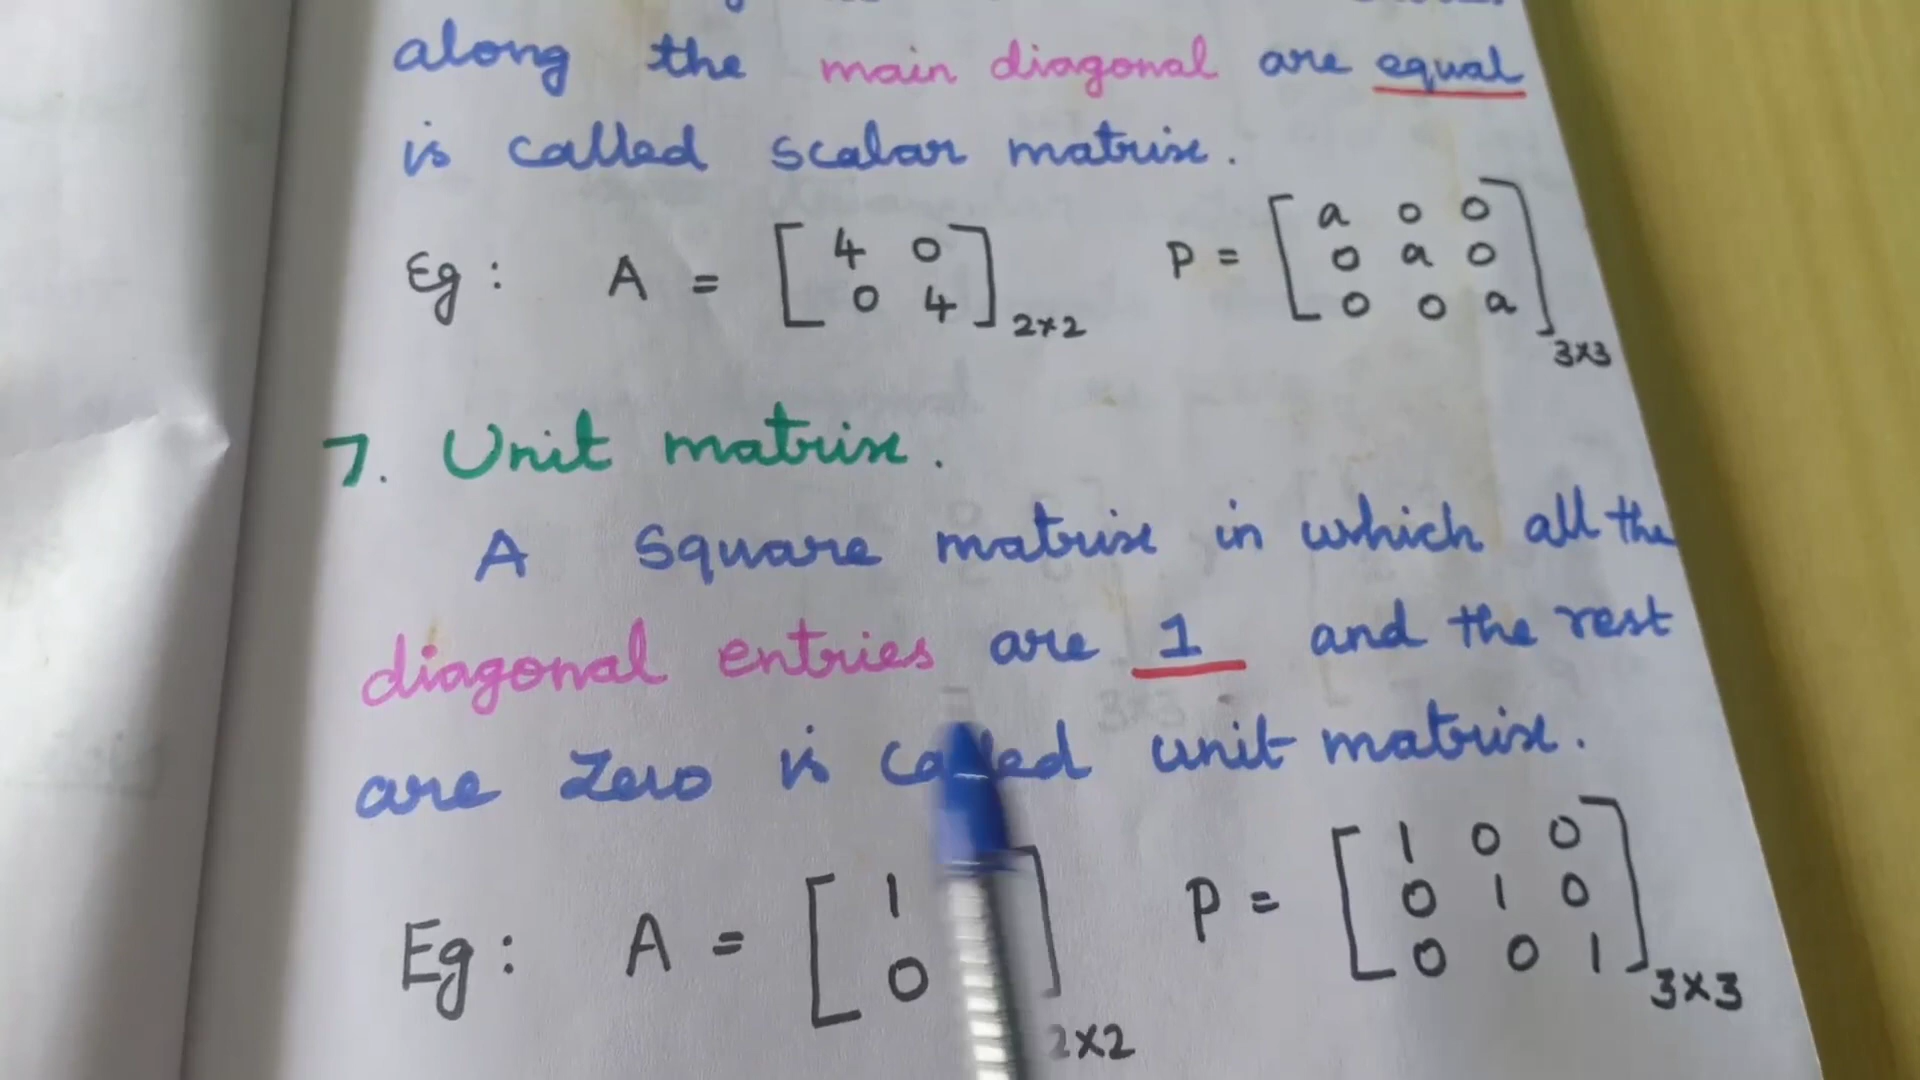 along the main diagonal are equal
is called scalar matrix.
Eg : A = [ 4 0 P = [ a 0 0
0 4 ] 2×2 0 a 0
0 0 a ] 3×3
7. Unit matrix.
A Square matrix in which all the
diagonal entries are 1 and the rest
are Zero is called unit matrix.
Eg : A = [ 1 P = [ 1 0 0
0 ] 2×2 0 1 0
0 0 1 ] 3×3